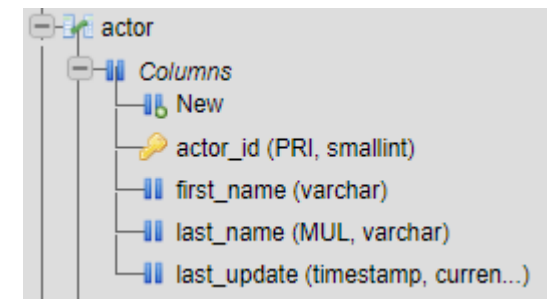 actor
Columns
New
actor_id (PRI, smallint)
first_name (varchar)
last_name (MUL, varchar)
last_update (timestamp, curren...)